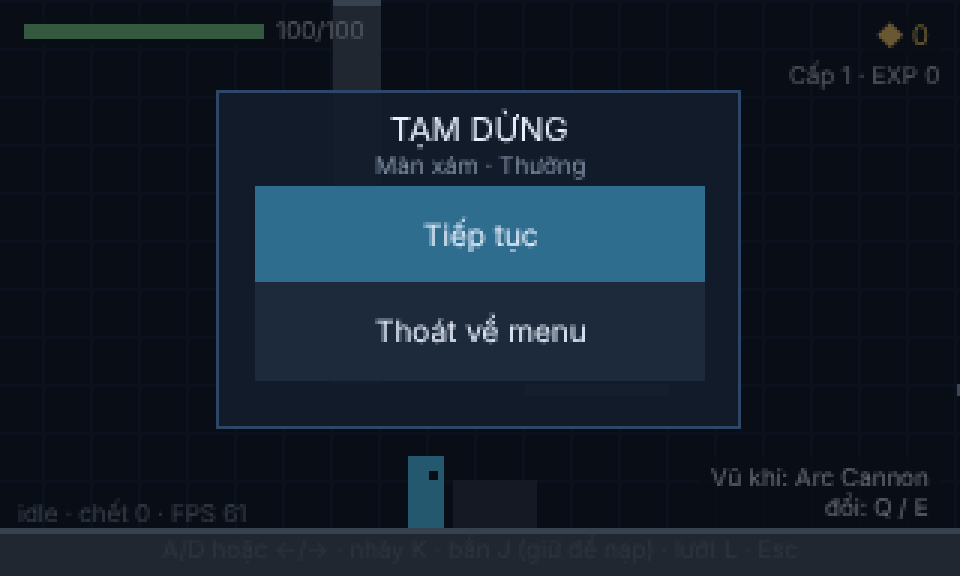 100/100
0
Cấp 1 · EXP 0
TẠM DỪNG
Màn xám · Thường
Tiếp tục
Thoát về menu
Vũ khí: Arc Cannon
đổi: Q / E
idle · chết 0 · FPS 61
A/D hoặc ←/→ · nhảy K · bắn J (giữ để nạp) · lướt L · Esc